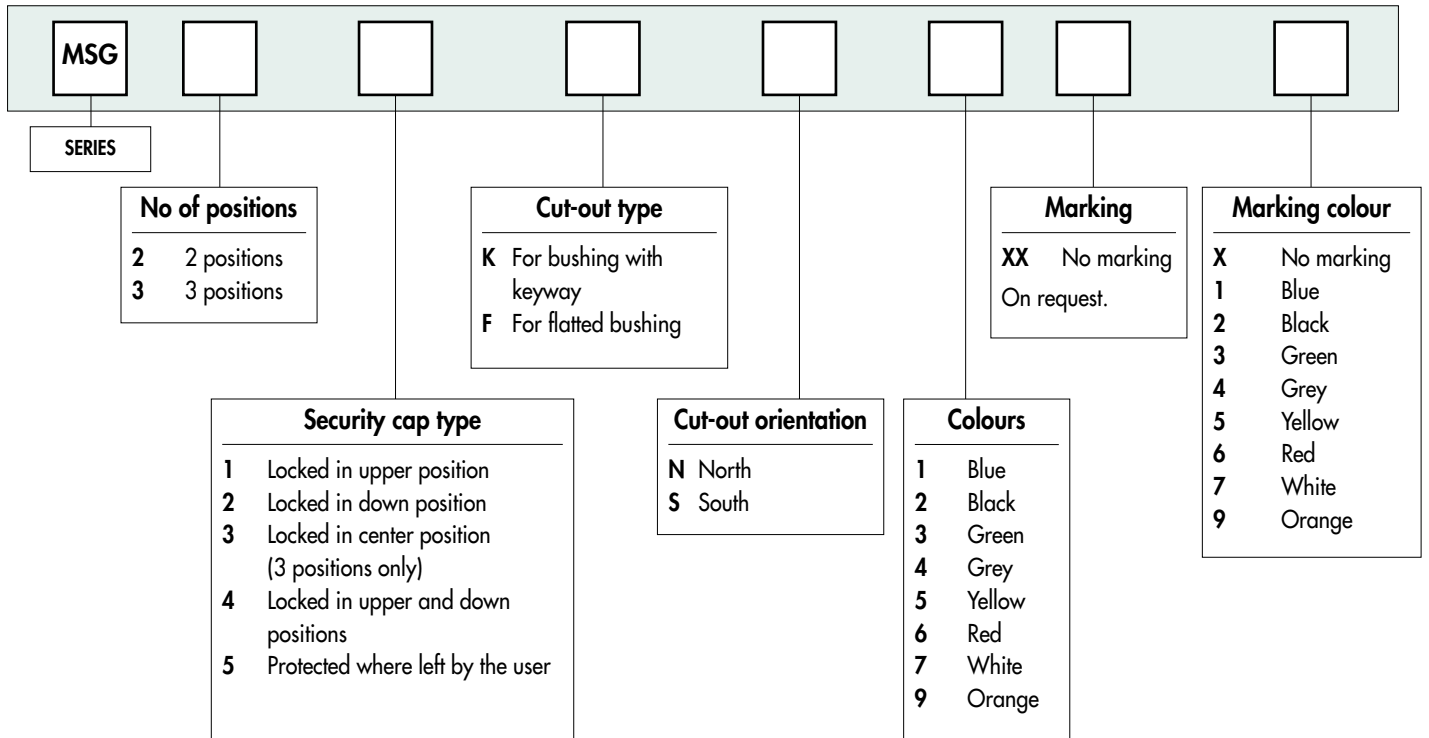 MSG
SERIES
No of positions
2 2 positions
3 3 positions
Cut-out type
K For bushing with
keyway
F For flatted bushing
Marking
XX No marking
On request.
Marking colour
X No marking
1 Blue
2 Black
3 Green
4 Grey
5 Yellow
6 Red
7 White
9 Orange
Security cap type
1 Locked in upper position
2 Locked in down position
3 Locked in center position
(3 positions only)
4 Locked in upper and down
positions
5 Protected where left by the user
Cut-out orientation
N North
S South
Colours
1 Blue
2 Black
3 Green
4 Grey
5 Yellow
6 Red
7 White
9 Orange